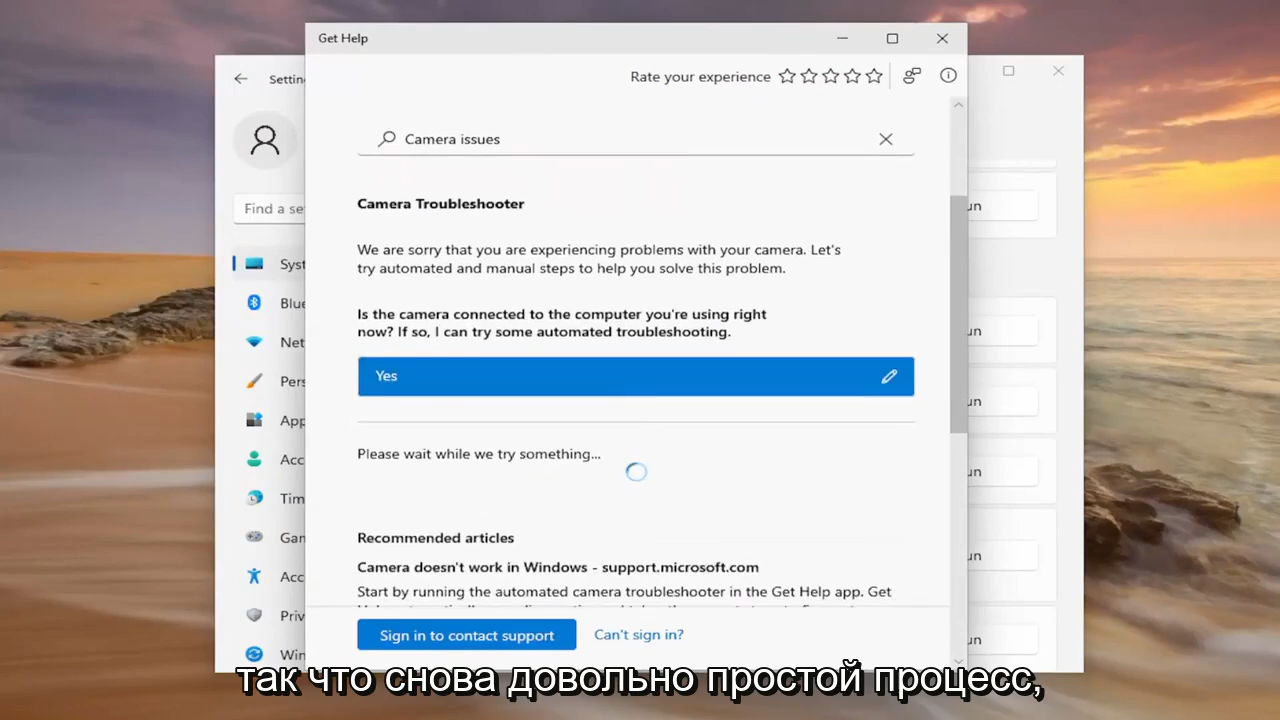 Get Help
Rate your experience
Settin
Camera issues
Find a se
Camera Troubleshooter
We are sorry that you are experiencing problems with your camera. Let's
try automated and manual steps to help you solve this problem.
Is the camera connected to the computer you're using right
now? If so, I can try some automated troubleshooting.
Yes
Please wait while we try something...
Recommended articles
Camera doesn't work in Windows - support.microsoft.com
Start by running the automated camera troubleshooter in the Get Help app. Get
Sign in to contact support
Can't sign in?
Syst
Blue
Net
Pers
App
Acc
Tim
Gan
Acc
Priv
Win
un
un
un
un
un
un
так что снова довольно простой процесс,